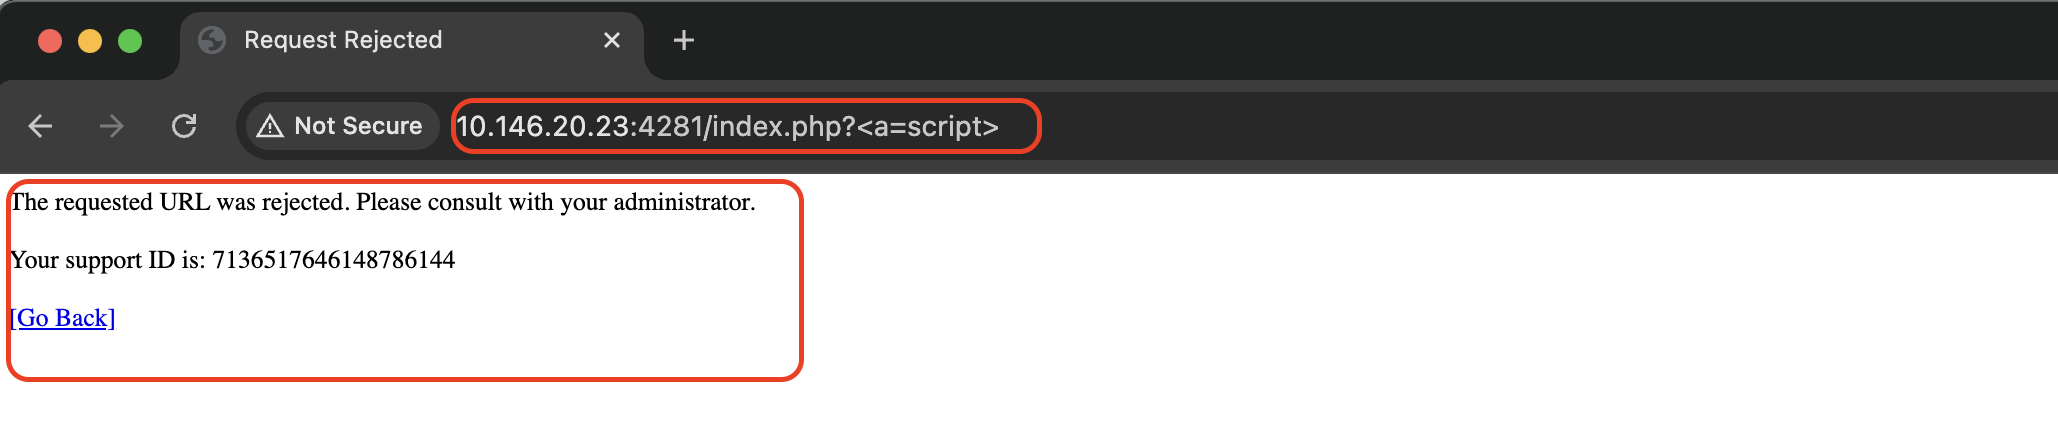 Request Rejected
Not Secure
10.146.20.23:4281/index.php?<a=script>
The requested URL was rejected. Please consult with your administrator.
Your support ID is: 7136517646148786144
[Go Back]